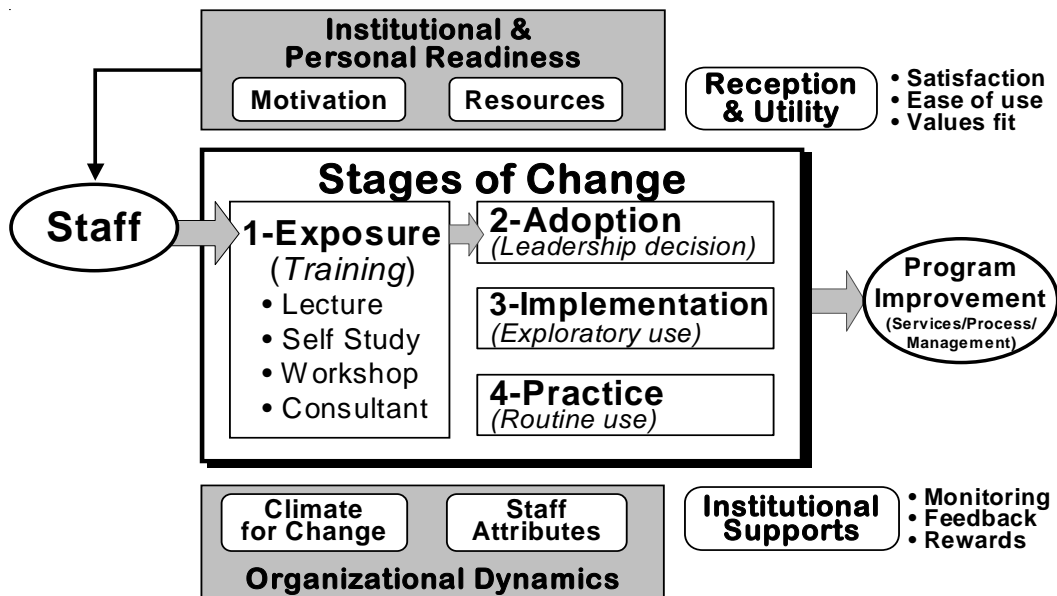 Institutional &
Personal Readiness
Motivation
Resources
Reception
& Utility
• Satisfaction
• Ease of use
• Values fit
Stages of Change
Staff
1-Exposure
(Training)
• Lecture
• Self Study
• Workshop
• Consultant
2-Adoption
(Leadership decision)
3-Implementation
(Exploratory use)
4-Practice
(Routine use)
Program
Improvement
(Services/Process/
Management)
Climate
for Change
Staff
Attributes
Organizational Dynamics
Institutional
Supports
• Monitoring
• Feedback
• Rewards